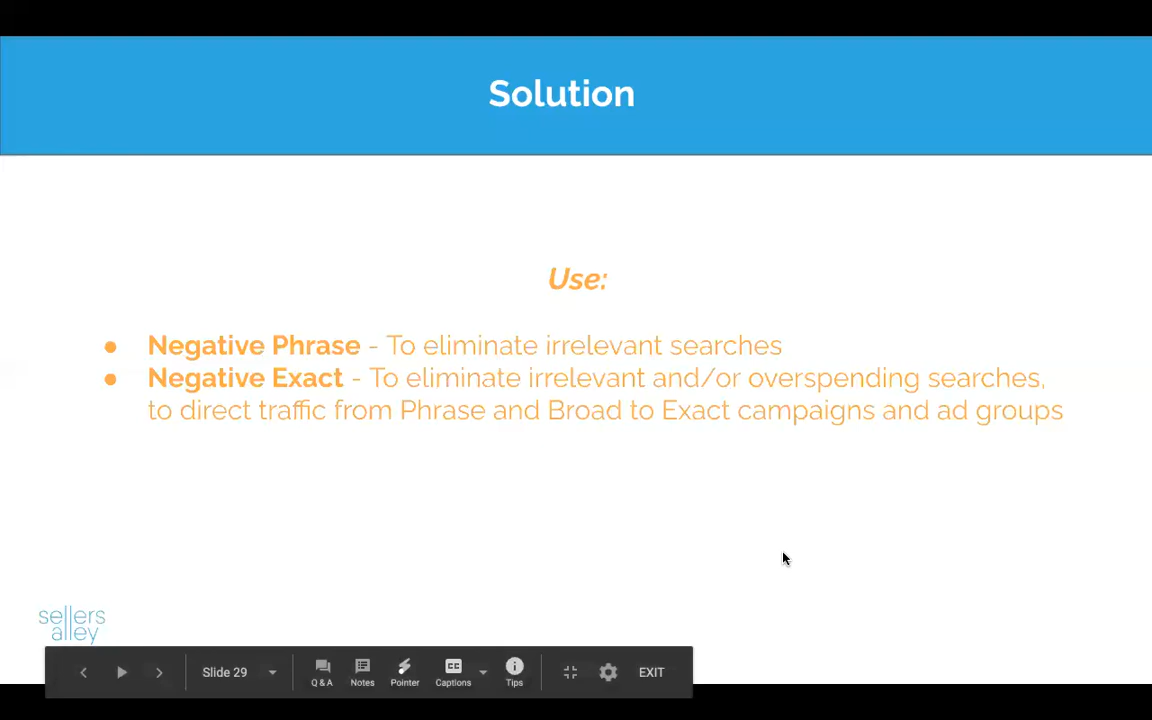 Solution
Use:
● Negative Phrase - To eliminate irrelevant searches
● Negative Exact - To eliminate irrelevant and/or overspending searches,
to direct traffic from Phrase and Broad to Exact campaigns and ad groups
sellers
alley
Slide 29
Q & A
Notes
Pointer
CC
Captions
Tips
EXIT